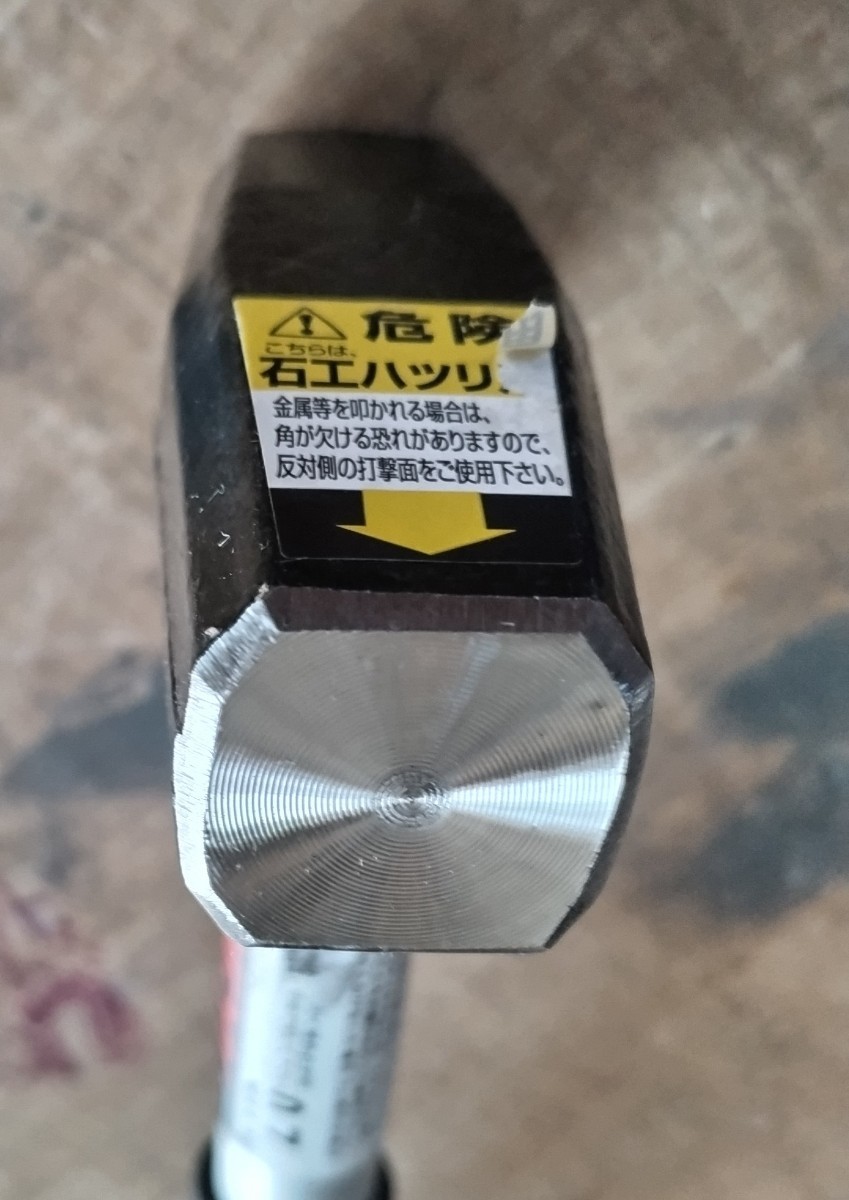 危険
こちらは、
石工ハツリ
金属等を叩かれる場合は、
角が欠ける恐れがありますので、
反対側の打撃面をご使用下さい。